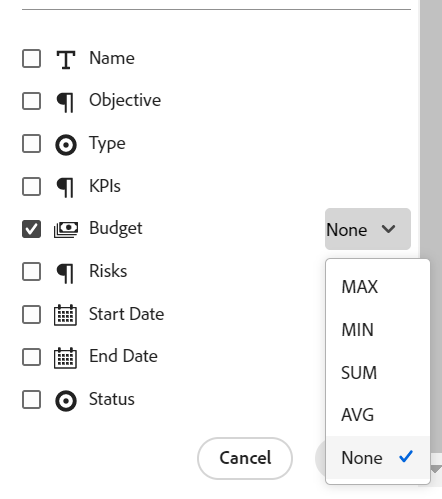 Name
Objective
Type
KPIs
Budget
None
Risks
MAX
Start Date
MIN
End Date
SUM
Status
AVG
Cancel
None